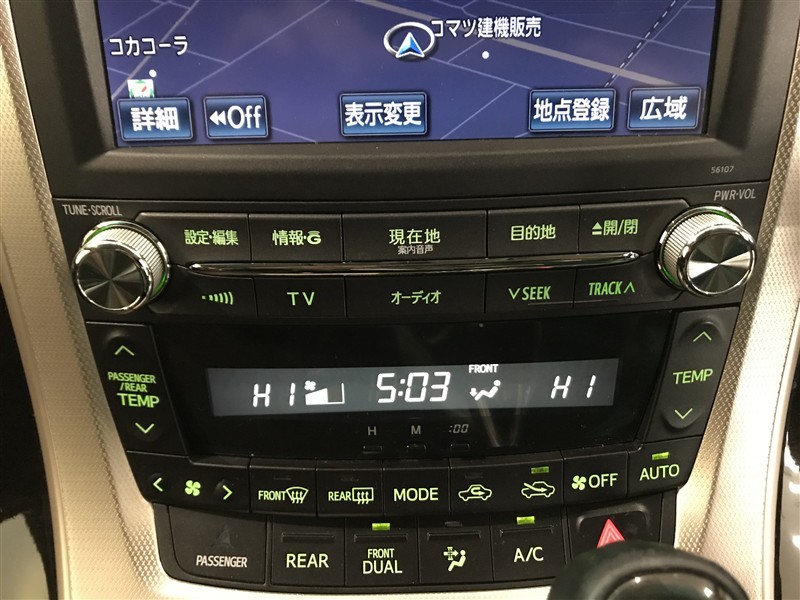 コマツ建機販売
コカコーラ
詳細 ◀◀Off 表示変更 地点登録 広域
56107
TUNE·SCROLL PWR·VOL
設定·編集 情報·G 現在地 目的地 ⏏開/閉
案内音声
TV オーディオ ∨SEEK TRACK∧
PASSENGER
/REAR
TEMP
TEMP
FRONT
HI 5:03 HI
H M :00
FRONT REAR MODE OFF AUTO
PASSENGER REAR FRONT
DUAL A/C